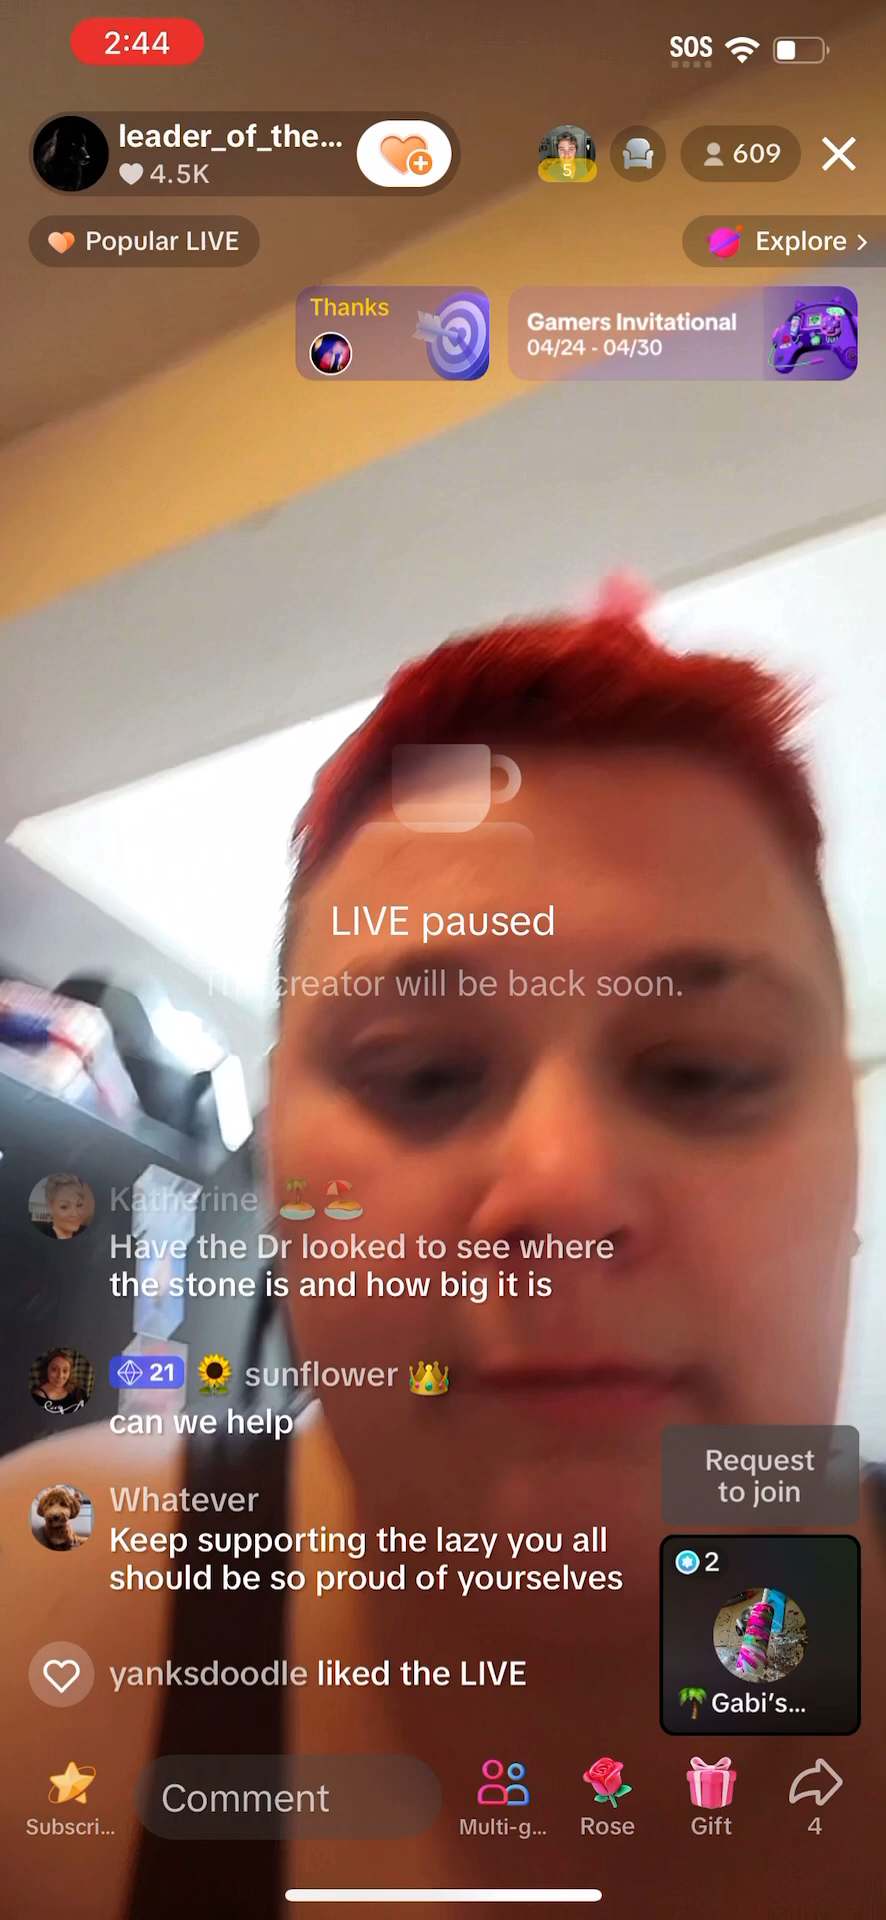 2:44
SOS
leader_of_the...
4.5K
5
609
Popular LIVE
Explore >
Thanks
Gamers Invitational
04/24 - 04/30
LIVE paused
The creator will be back soon.
Katherine 🏝️ 🏖️
Have the Dr looked to see where
the stone is and how big it is
21 🌻 sunflower 👑
can we help
Whatever
Keep supporting the lazy you all
should be so proud of yourselves
yanksdoodle liked the LIVE
Request
to join
2
🌴 Gabi's...
Subscri...
Comment
Multi-g...
Rose
Gift
4